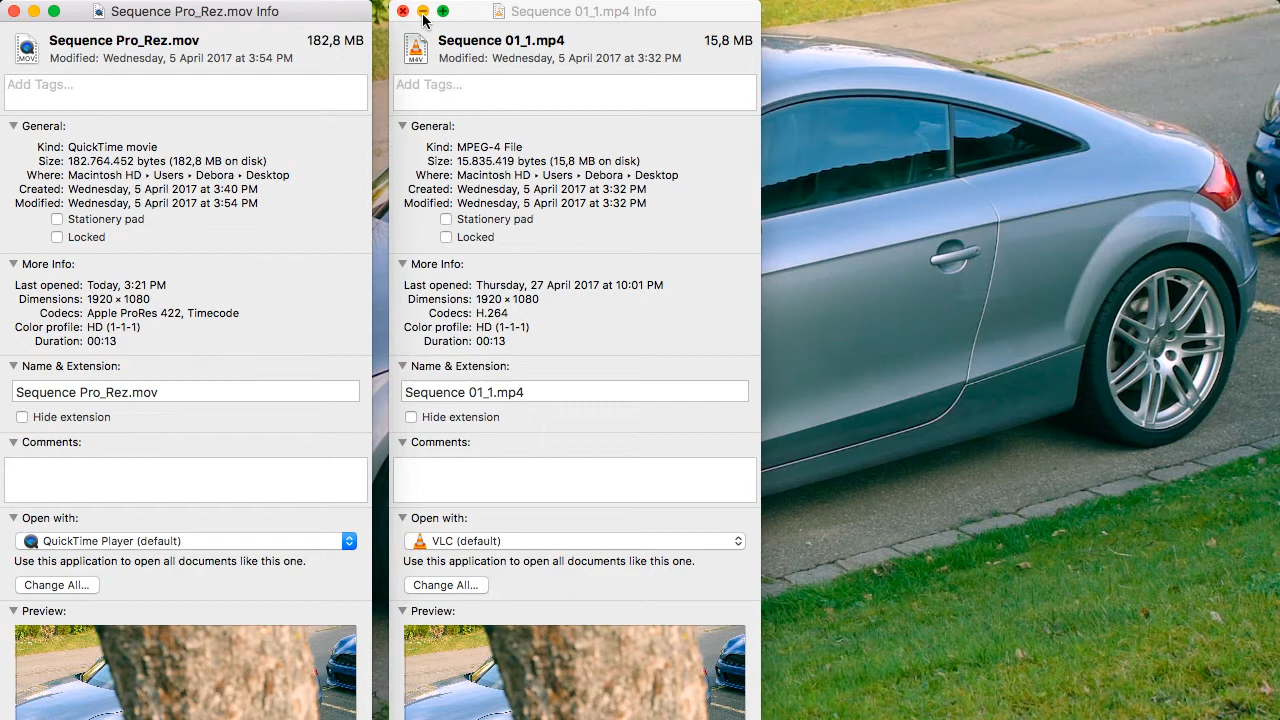 Sequence Pro_Rez.mov Info
Sequence Pro_Rez.mov 182,8 MB
Modified: Wednesday, 5 April 2017 at 3:54 PM
MOV
Add Tags...
General:
Kind: QuickTime movie
Size: 182.764.452 bytes (182,8 MB on disk)
Where: Macintosh HD ▸ Users ▸ Debora ▸ Desktop
Created: Wednesday, 5 April 2017 at 3:40 PM
Modified: Wednesday, 5 April 2017 at 3:54 PM
Stationery pad
Locked
More Info:
Last opened: Today, 3:21 PM
Dimensions: 1920 × 1080
Codecs: Apple ProRes 422, Timecode
Color profile: HD (1-1-1)
Duration: 00:13
Name & Extension:
Sequence Pro_Rez.mov
Hide extension
Comments:
Open with:
QuickTime Player (default)
Use this application to open all documents like this one.
Change All...
Preview:
Sequence 01_1.mp4 Info
Sequence 01_1.mp4 15,8 MB
Modified: Wednesday, 5 April 2017 at 3:32 PM
M4V
Add Tags...
General:
Kind: MPEG-4 File
Size: 15.835.419 bytes (15,8 MB on disk)
Where: Macintosh HD ▸ Users ▸ Debora ▸ Desktop
Created: Wednesday, 5 April 2017 at 3:32 PM
Modified: Wednesday, 5 April 2017 at 3:32 PM
Stationery pad
Locked
More Info:
Last opened: Thursday, 27 April 2017 at 10:01 PM
Dimensions: 1920 × 1080
Codecs: H.264
Color profile: HD (1-1-1)
Duration: 00:13
Name & Extension:
Sequence 01_1.mp4
Hide extension
Comments:
Open with:
VLC (default)
Use this application to open all documents like this one.
Change All...
Preview: